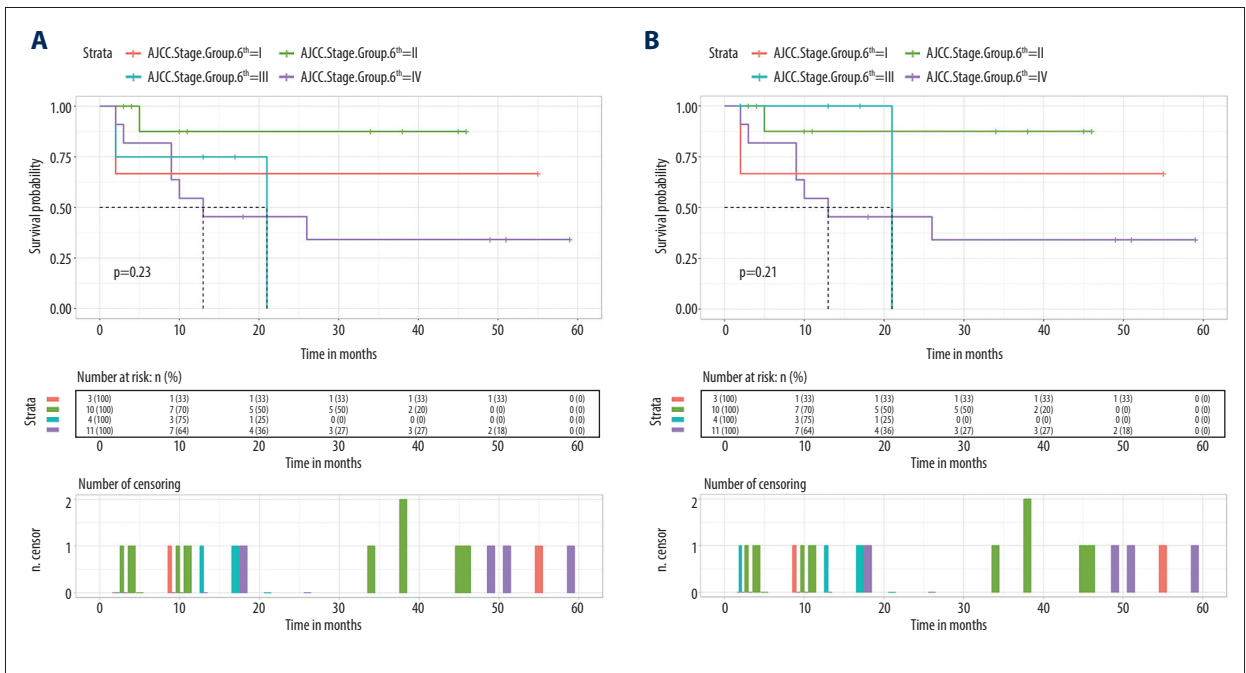 A
Strata AJCC.Stage.Group.6th=I AJCC.Stage.Group.6th=II
AJCC.Stage.Group.6th=III AJCC.Stage.Group.6th=IV
Survival probability
1.00
0.75
0.50
0.25
0.00
p=0.23
0 10 20 30 40 50 60
Time in months
Number at risk: n (%)
Strata
3 (100) 1 (33) 1 (33) 1 (33) 1 (33) 1 (33) 0 (0)
10 (100) 7 (70) 5 (50) 5 (50) 2 (20) 0 (0) 0 (0)
4 (100) 3 (75) 1 (25) 0 (0) 0 (0) 0 (0) 0 (0)
11 (100) 7 (64) 4 (36) 3 (27) 3 (27) 2 (18) 0 (0)
0 10 20 30 40 50 60
Time in months
Number of censoring
n. censor
2
1
0
0 10 20 30 40 50 60
Time in months
B
Strata AJCC.Stage.Group.6th=I AJCC.Stage.Group.6th=II
AJCC.Stage.Group.6th=III AJCC.Stage.Group.6th=IV
Survival probability
1.00
0.75
0.50
0.25
0.00
p=0.21
0 10 20 30 40 50 60
Time in months
Number at risk: n (%)
Strata
3 (100) 1 (33) 1 (33) 1 (33) 1 (33) 1 (33) 0 (0)
10 (100) 7 (70) 5 (50) 5 (50) 2 (20) 0 (0) 0 (0)
4 (100) 3 (75) 1 (25) 0 (0) 0 (0) 0 (0) 0 (0)
11 (100) 7 (64) 4 (36) 3 (27) 3 (27) 2 (18) 0 (0)
0 10 20 30 40 50 60
Time in months
Number of censoring
n. censor
2
1
0
0 10 20 30 40 50 60
Time in months